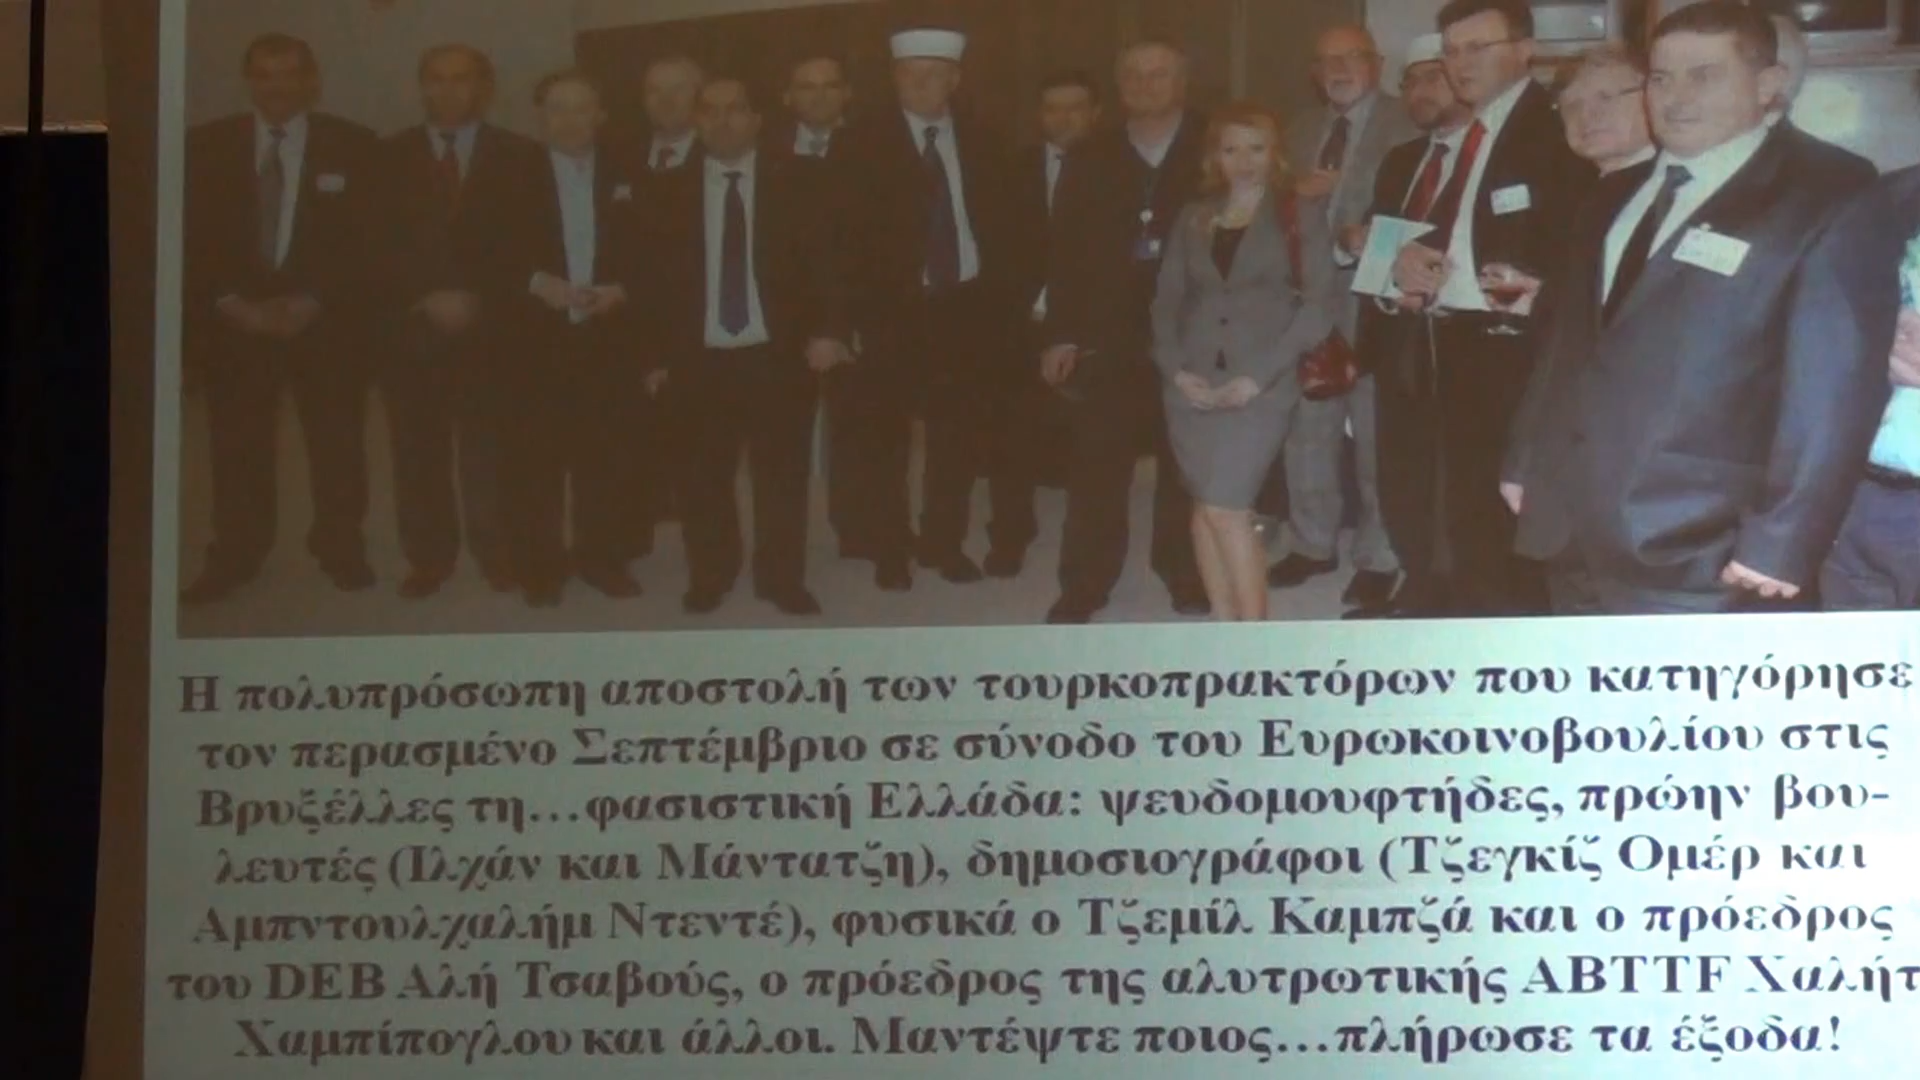 Η πολυπρόσωπη αποστολή των τουρκοπρακτόρων που κατηγόρησε
τον περασμένο Σεπτέμβριο σε σύνοδο του Ευρωκοινοβουλίου στις
Βρυξέλλες τη...φασιστική Ελλάδα: ψευδομουφτήδες, πρώην βου-
λευτές (Ιλχάν και Μάντατζη), δημοσιογράφοι (Τζεγκίζ Ομέρ και
Αμπντουλχαλήμ Ντεντέ), φυσικά ο Τζεμίλ Καμπζά και ο πρόεδρος
του DEB Αλή Τσαβούς, ο πρόεδρος της αλυτρωτικής ABTTF Χαλήτ
Χαμπίπογλου και άλλοι. Μαντέψτε ποιος...πλήρωσε τα έξοδα!